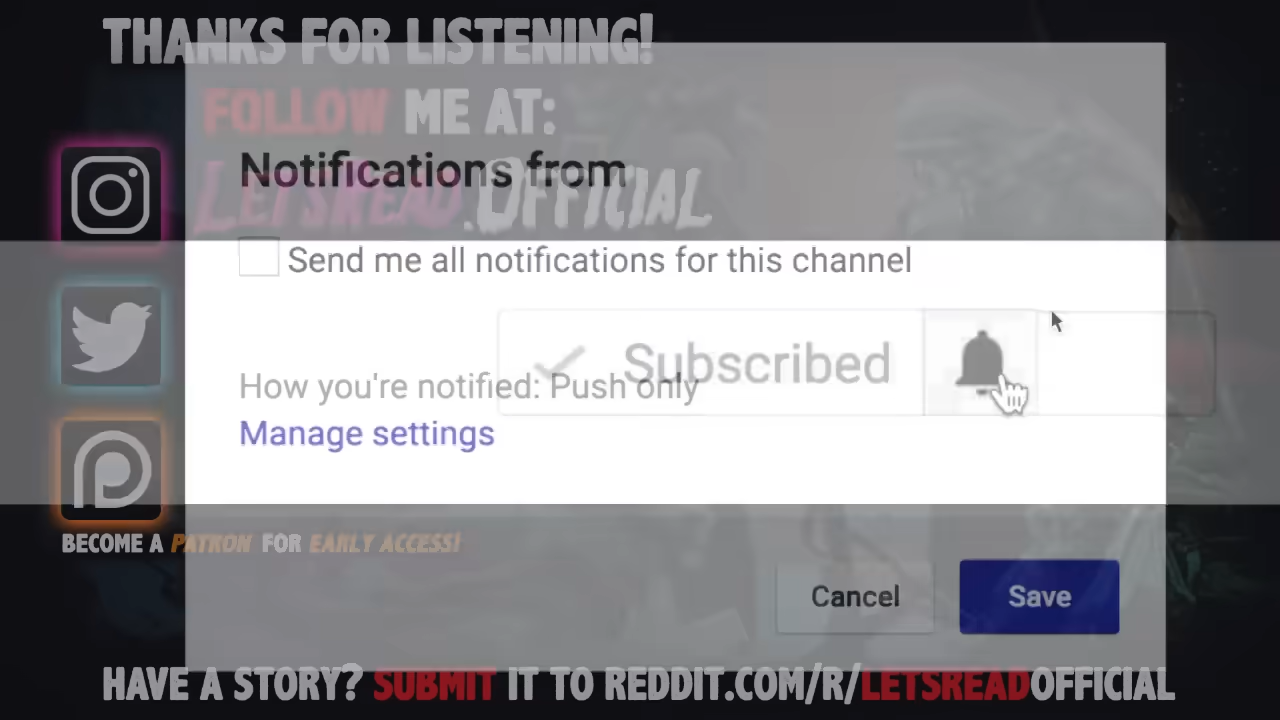 THANKS FOR LISTENING!
FOLLOW ME AT:
Notifications from
LETSREAD.OFFICIAL
Send me all notifications for this channel
Subscribed
How you're notified: Push only
Manage settings
BECOME A PATRON FOR EARLY ACCESS!
Cancel
Save
HAVE A STORY? SUBMIT IT TO REDDIT.COM/R/LETSREADOFFICIAL